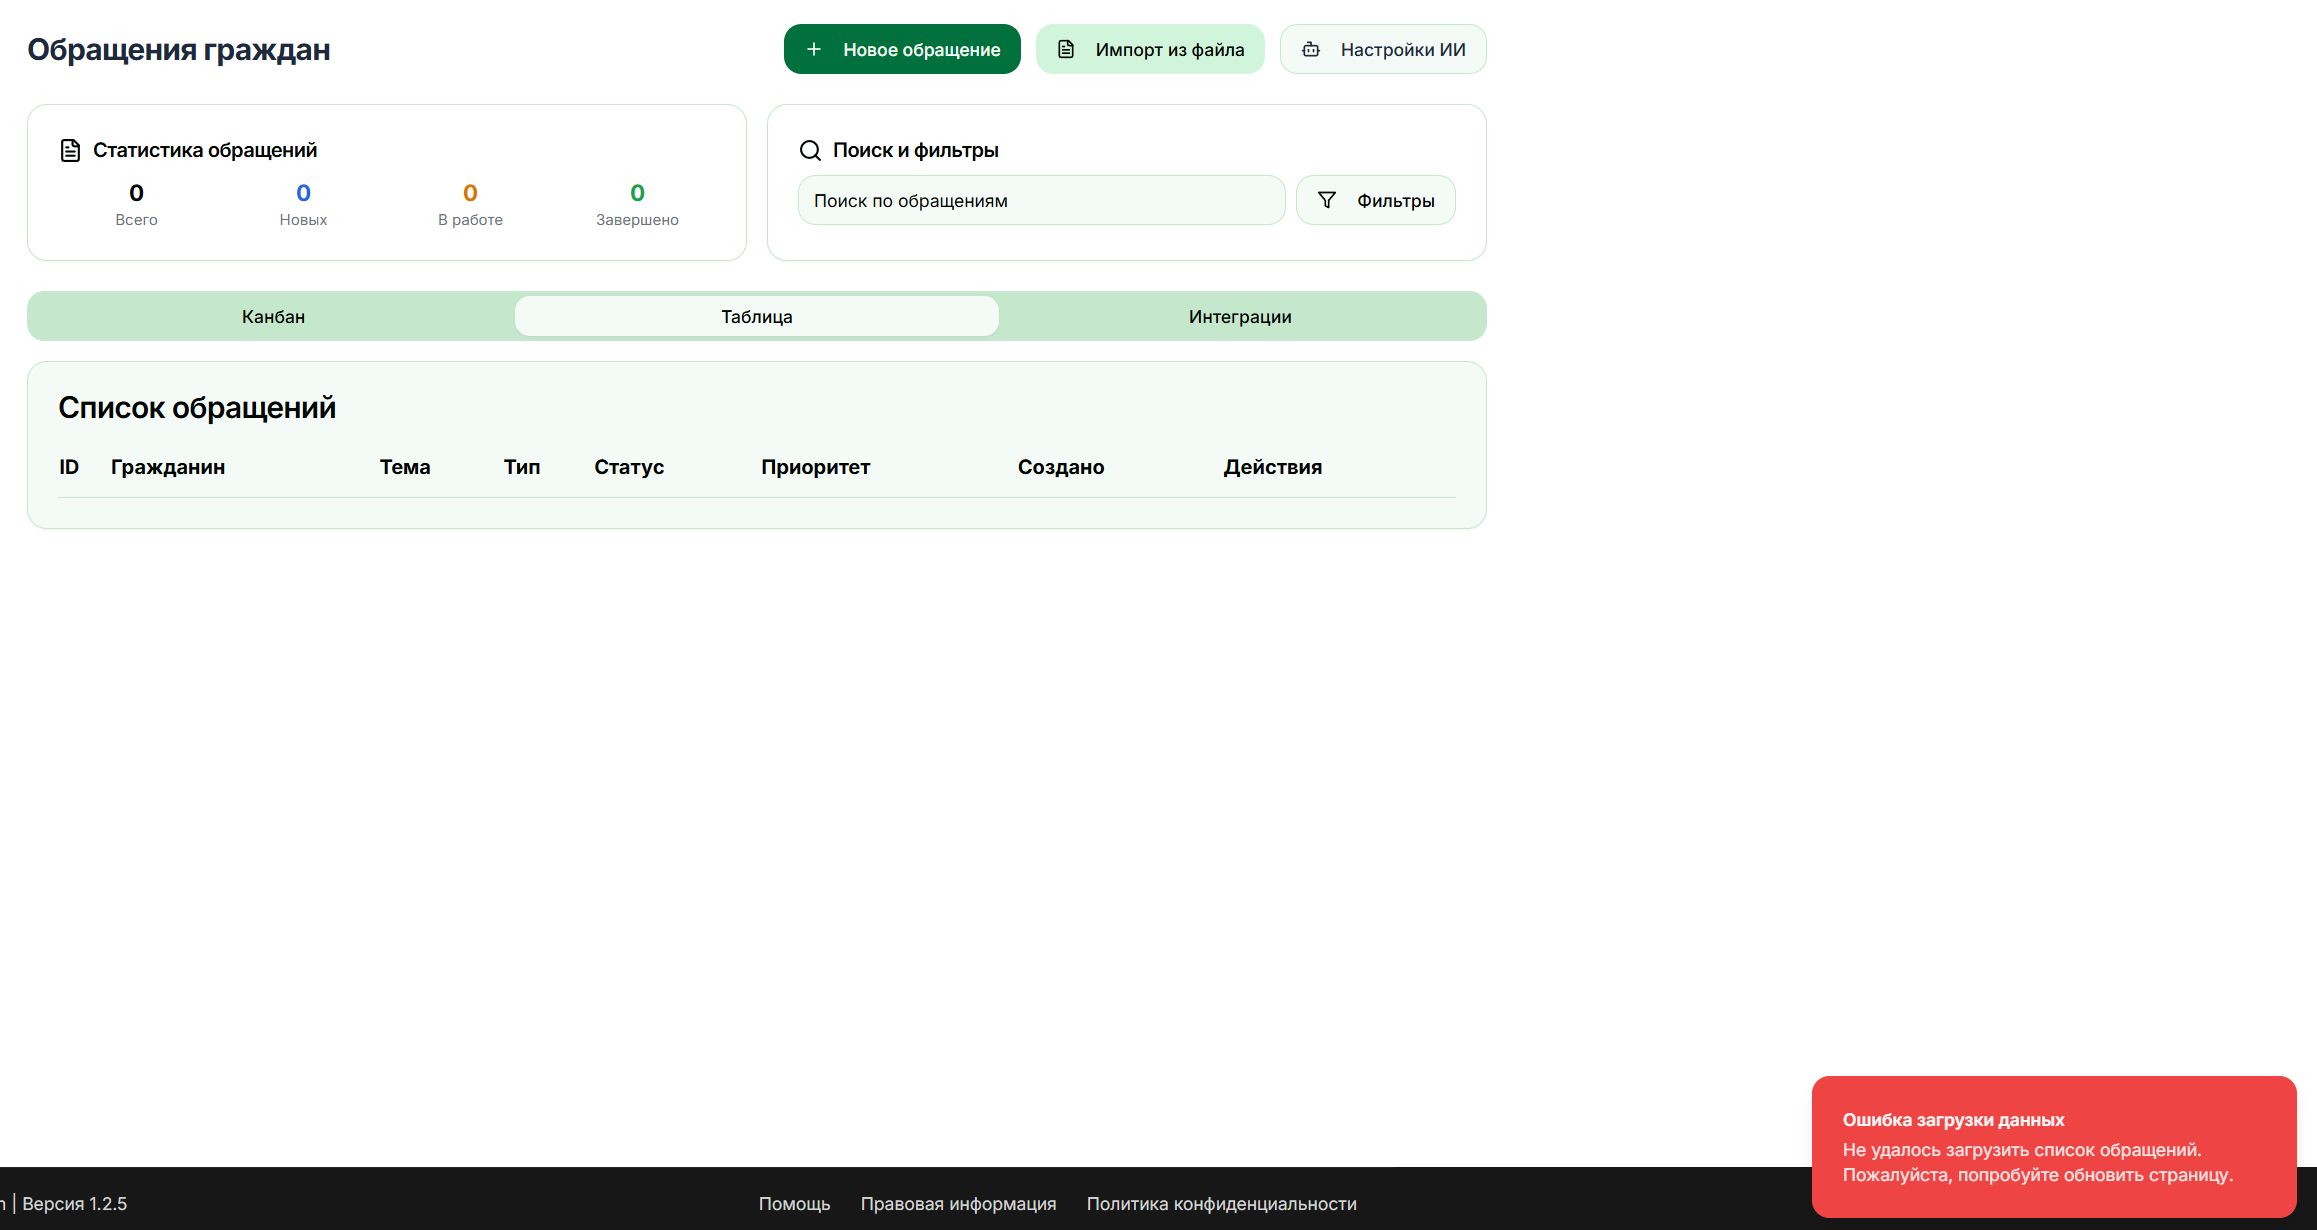 Обращения граждан
Новое обращение
Импорт из файла
Настройки ИИ
Статистика обращений
0
0
0
0
Всего
Новых
В работе
Завершено
Поиск и фильтры
Поиск по обращениям
Фильтры
Канбан
Таблица
Интеграции
Список обращений
ID Гражданин Тема Тип Статус Приоритет Создано Действия
Ошибка загрузки данных
Не удалось загрузить список обращений.
Пожалуйста, попробуйте обновить страницу.
| Версия 1.2.5
Помощь
Правовая информация
Политика конфиденциальности